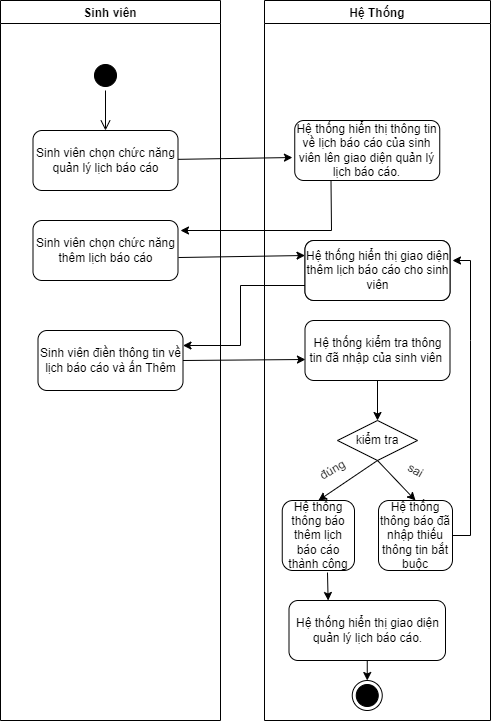 Sinh viên
Hệ Thống
Sinh viên chọn chức năng
quản lý lịch báo cáo
Hệ thống hiển thị thông tin
về lịch báo cáo của sinh
viên lên giao diện quản lý
lịch báo cáo.
Sinh viên chọn chức năng
thêm lịch báo cáo
Hệ thống hiển thị giao diện
thêm lịch báo cáo cho sinh
viên
Sinh viên điền thông tin về
lịch báo cáo và ấn Thêm
Hệ thống kiểm tra thông
tin đã nhập của sinh viên
kiểm tra
đúng
sai
Hệ thống
thông báo
thêm lịch
báo cáo
thành công
Hệ thống
thông báo đã
nhập thiếu
thông tin bắt
buộc
Hệ thống hiển thị giao diện
quản lý lịch báo cáo.